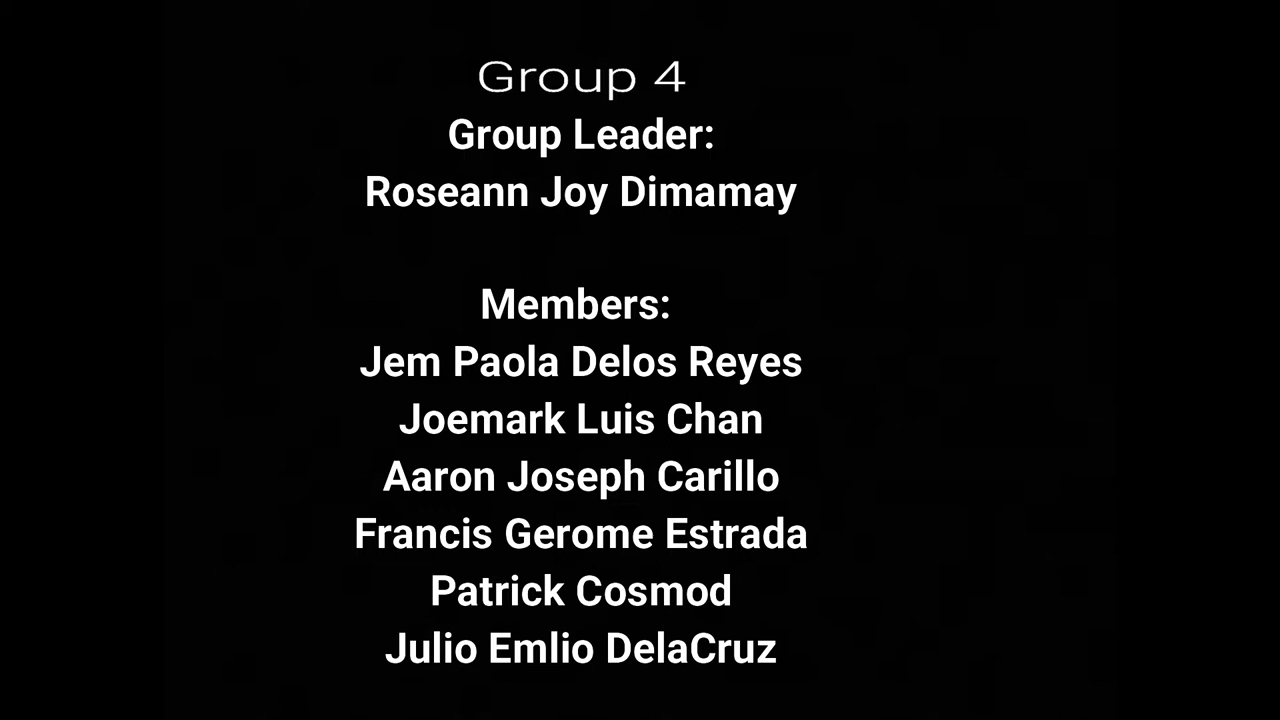 Group 4
Group Leader:
Roseann Joy Dimamay
Members:
Jem Paola Delos Reyes
Joemark Luis Chan
Aaron Joseph Carillo
Francis Gerome Estrada
Patrick Cosmod
Julio Emlio DelaCruz